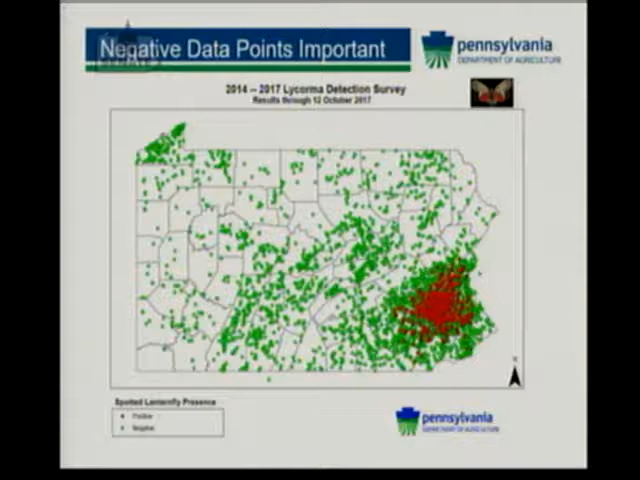 Negative Data Points Important
pennsylvania
DEPARTMENT OF AGRICULTURE
2014 – 2017 Lycorma Detection Survey
Results through 12 October 2017
N
Spotted Lanternfly Presence
Positive
Negative
pennsylvania
DEPARTMENT OF AGRICULTURE